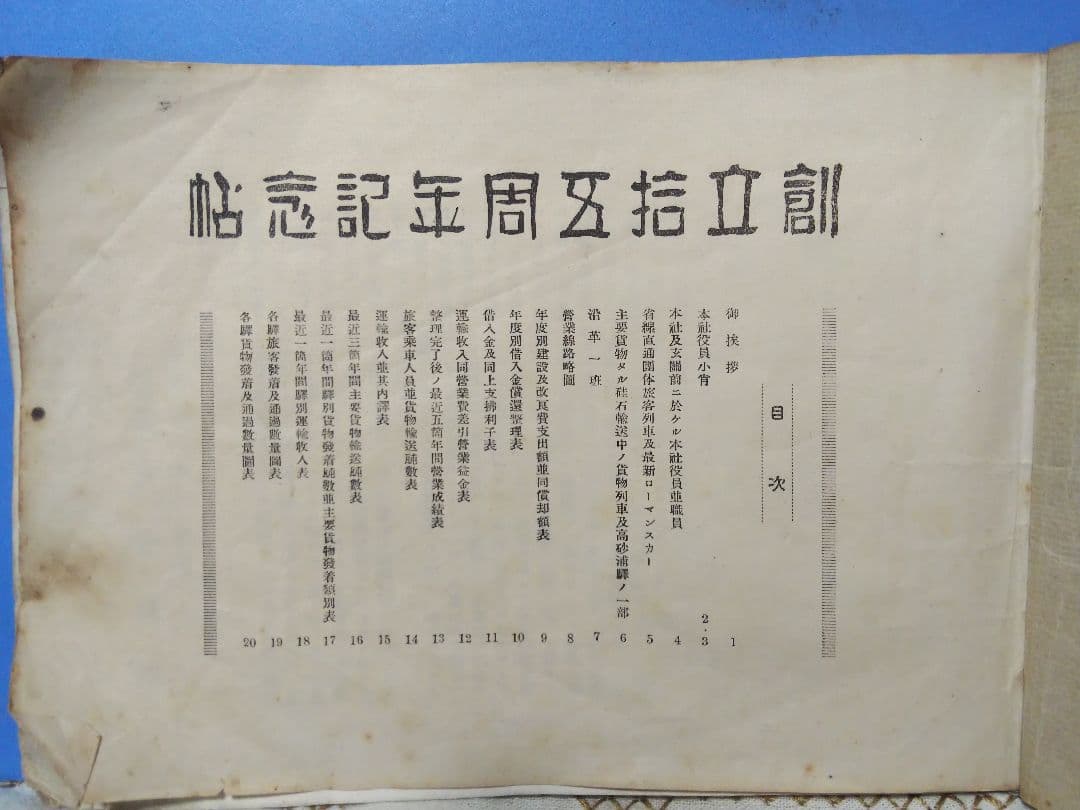 創立拾五周年記念帖
目次
御挨拶 1
本社役員小宵 2・3
本社及玄關前ニ於ケル本社役員並職員 4
省線直通團体旅客列車及最新ローマンスカー 5
主要貨物タル硅石輸送中ノ貨物列車及高砂浦驛ノ一部 6
沿革一班 7
營業線路略圖 8
年度別建設及改良費支出額並同償却額表 9
年度別借入金償還整理表 10
借入金及同上支拂利子表 11
運輸收入同營業費差引營業益金表 12
整理完了後ノ最近五箇年間營業成績表 13
旅客乘車人員並貨物輸送瓲數表 14
運輸收入並其內譯表 15
最近三箇年間主要貨物輸送瓲數表 16
最近一箇年間驛別貨物發着瓲數並主要貨物發着類別表 17
最近一箇年間驛別運輸收入表 18
各驛旅客發着及通過數量圖表 19
各驛貨物發着及通過數量圖表 20